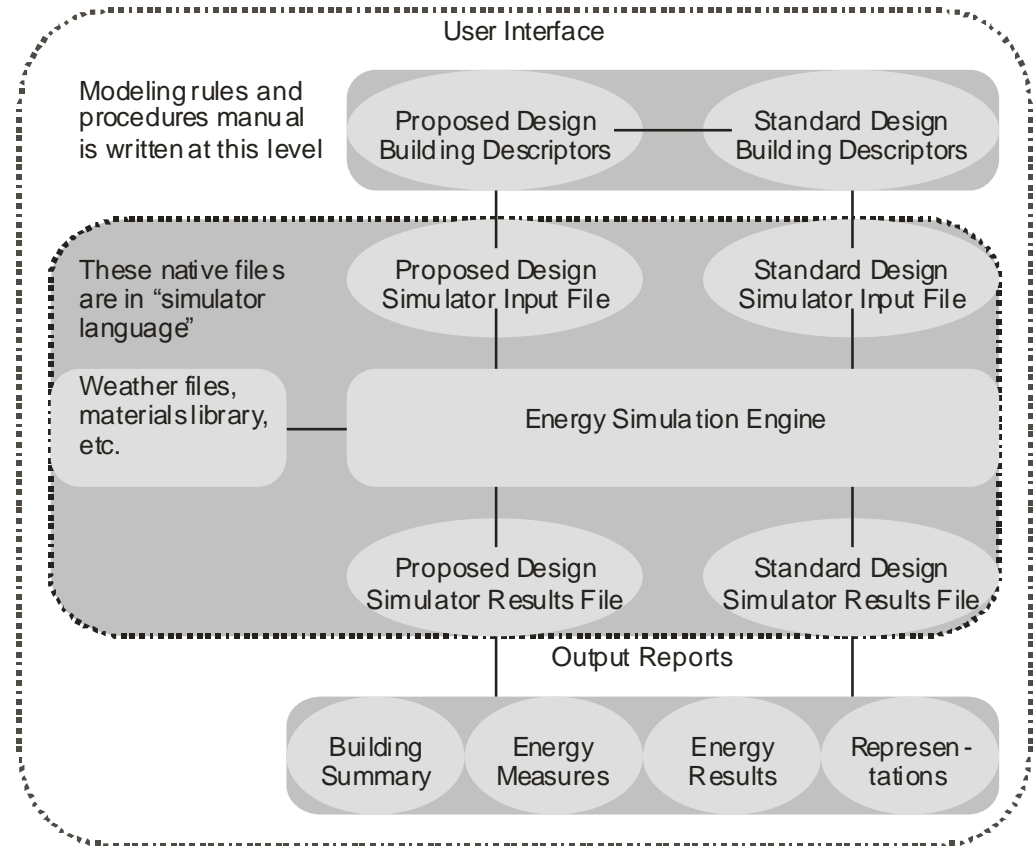 User Interface
Modeling rules and
procedures manual
is written at this level
Proposed Design
Building Descriptors
Standard Design
Building Descriptors
These native files
are in “simulator
language”
Proposed Design
Simulator Input File
Standard Design
Simulator Input File
Weather files,
materials library,
etc.
Energy Simulation Engine
Proposed Design
Simulator Results File
Standard Design
Simulator Results File
Output Reports
Building
Summary
Energy
Measures
Energy
Results
Represen-
tations